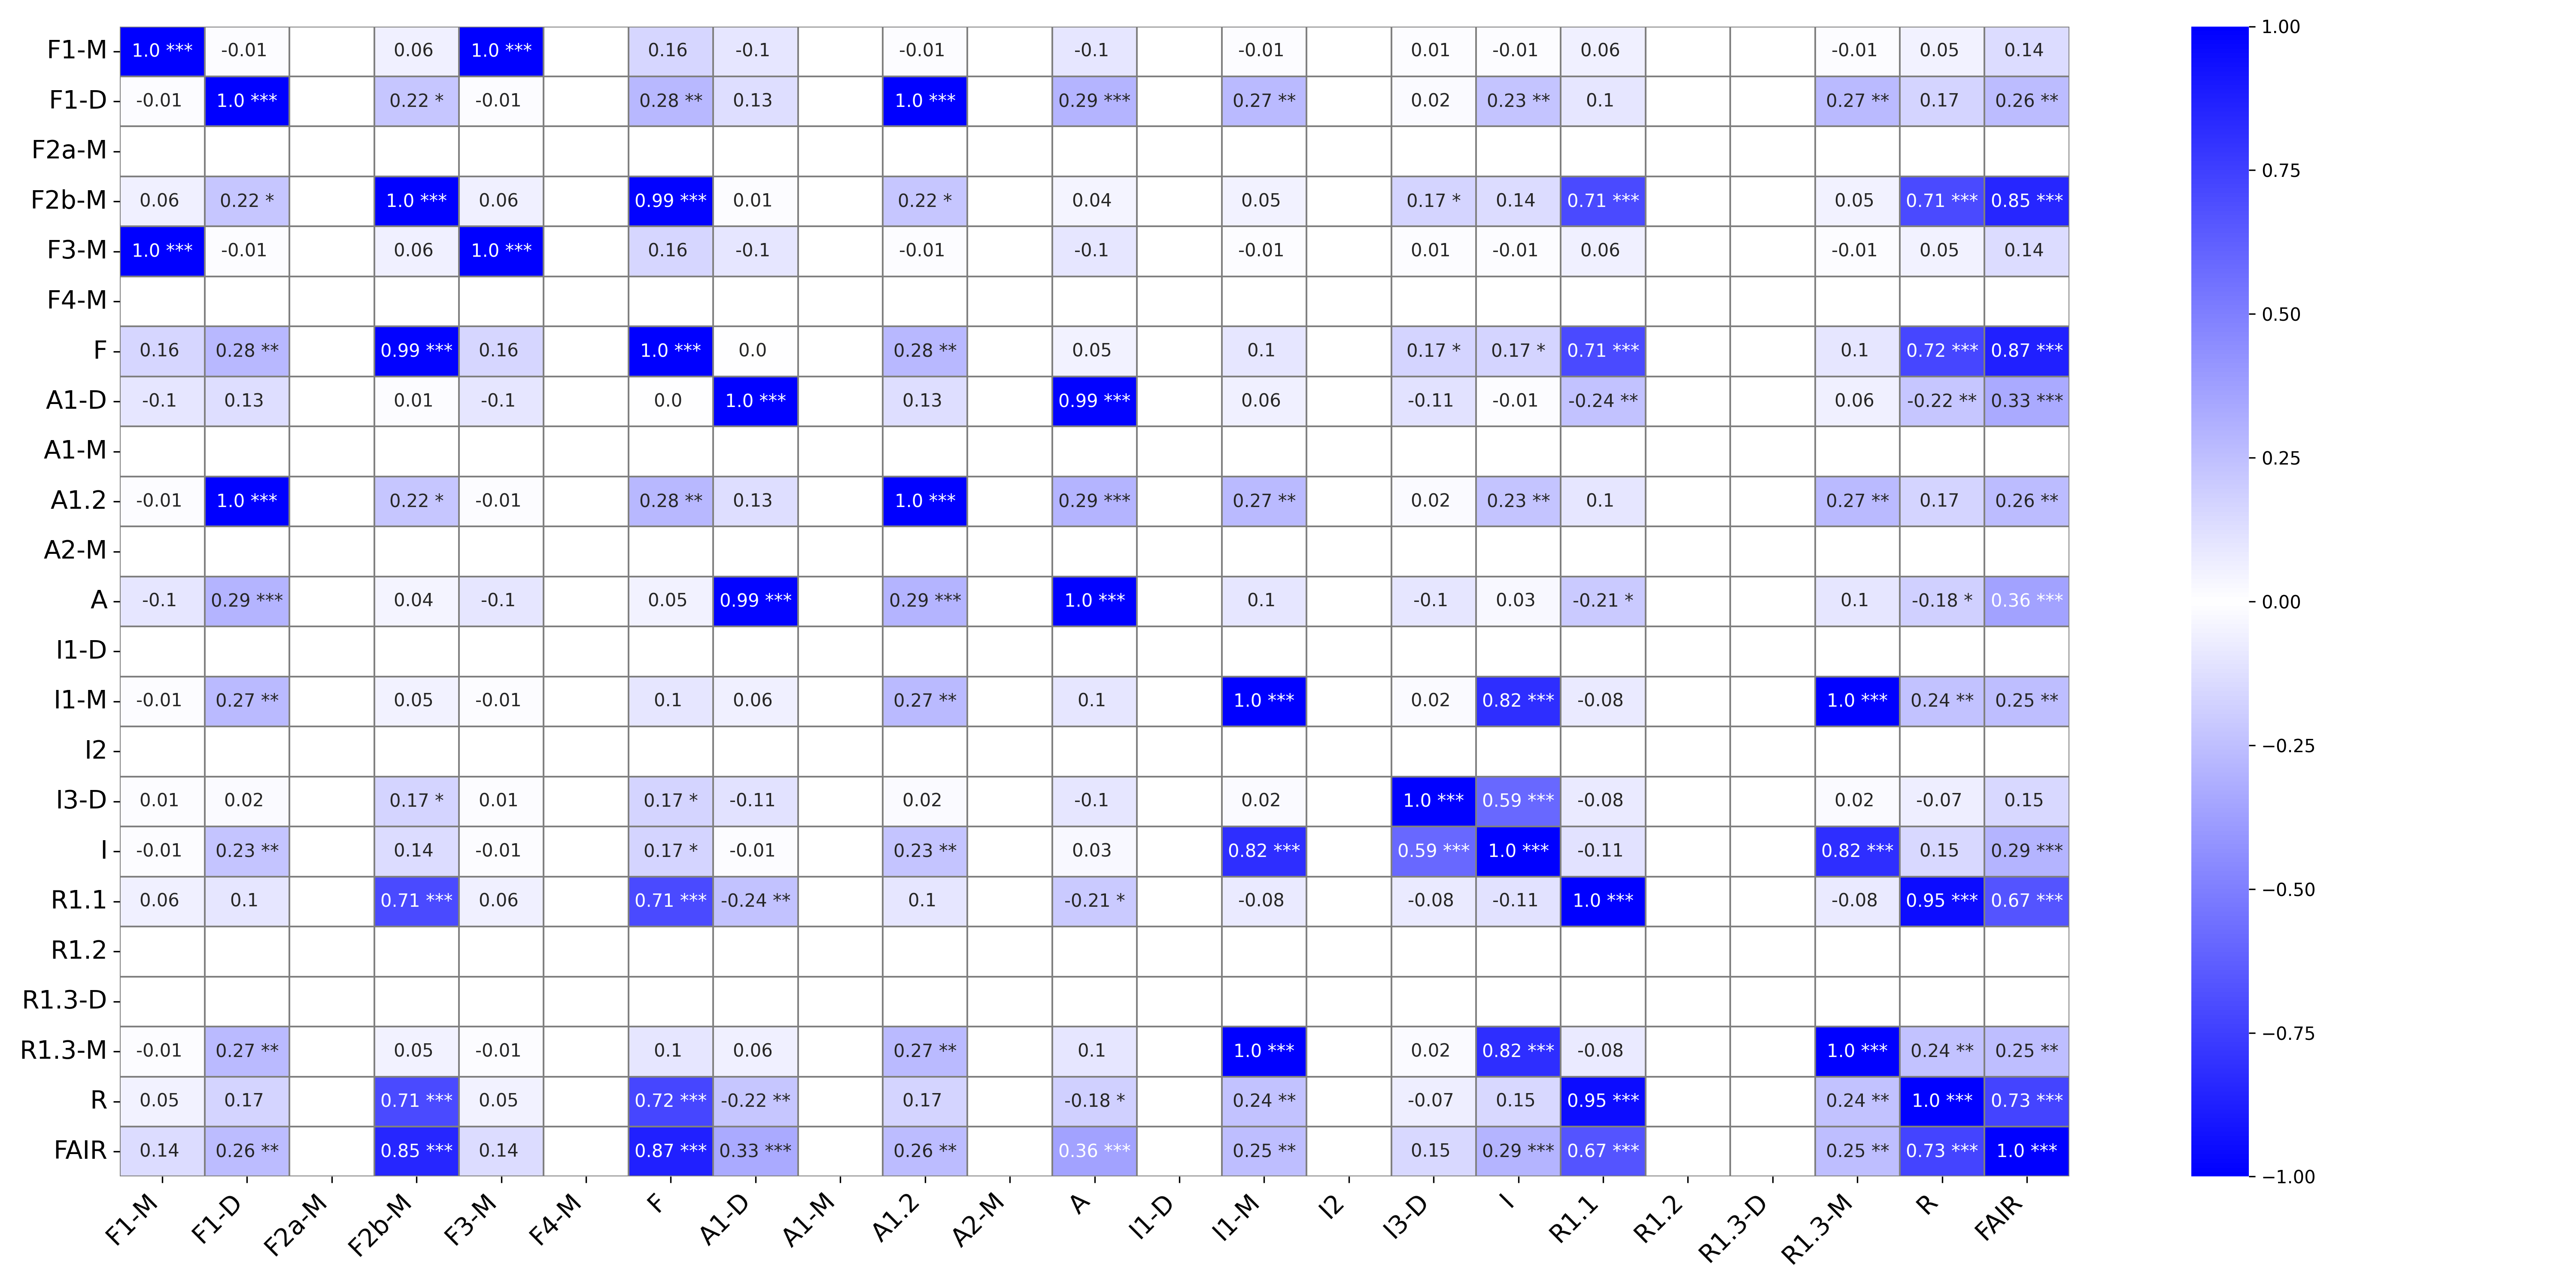 F1-M 1.0 *** -0.01 0.06 1.0 *** 0.16 -0.1 -0.01 -0.1 -0.01 0.01 -0.01 0.06 -0.01 0.05 0.14
F1-D -0.01 1.0 *** 0.22 * -0.01 0.28 ** 0.13 1.0 *** 0.29 *** 0.27 ** 0.02 0.23 ** 0.1 0.27 ** 0.17 0.26 **
F2a-M
F2b-M 0.06 0.22 * 1.0 *** 0.06 0.99 *** 0.01 0.22 * 0.04 0.05 0.17 * 0.14 0.71 *** 0.05 0.71 *** 0.85 ***
F3-M 1.0 *** -0.01 0.06 1.0 *** 0.16 -0.1 -0.01 -0.1 -0.01 0.01 -0.01 0.06 -0.01 0.05 0.14
F4-M
F 0.16 0.28 ** 0.99 *** 0.16 1.0 *** 0.0 0.28 ** 0.05 0.1 0.17 * 0.17 * 0.71 *** 0.1 0.72 *** 0.87 ***
A1-D -0.1 0.13 0.01 -0.1 0.0 1.0 *** 0.13 0.99 *** 0.06 -0.11 -0.01 -0.24 ** 0.06 -0.22 ** 0.33 ***
A1-M
A1.2 -0.01 1.0 *** 0.22 * -0.01 0.28 ** 0.13 1.0 *** 0.29 *** 0.27 ** 0.02 0.23 ** 0.1 0.27 ** 0.17 0.26 **
A2-M
A -0.1 0.29 *** 0.04 -0.1 0.05 0.99 *** 0.29 *** 1.0 *** 0.1 -0.1 0.03 -0.21 * 0.1 -0.18 * 0.36 ***
I1-D
I1-M -0.01 0.27 ** 0.05 -0.01 0.1 0.06 0.27 ** 0.1 1.0 *** 0.02 0.82 *** -0.08 1.0 *** 0.24 ** 0.25 **
I2
I3-D 0.01 0.02 0.17 * 0.01 0.17 * -0.11 0.02 -0.1 0.02 1.0 *** 0.59 *** -0.08 0.02 -0.07 0.15
I -0.01 0.23 ** 0.14 -0.01 0.17 * -0.01 0.23 ** 0.03 0.82 *** 0.59 *** 1.0 *** -0.11 0.82 *** 0.15 0.29 ***
R1.1 0.06 0.1 0.71 *** 0.06 0.71 *** -0.24 ** 0.1 -0.21 * -0.08 -0.08 -0.11 1.0 *** -0.08 0.95 *** 0.67 ***
R1.2
R1.3-D
R1.3-M -0.01 0.27 ** 0.05 -0.01 0.1 0.06 0.27 ** 0.1 1.0 *** 0.02 0.82 *** -0.08 1.0 *** 0.24 ** 0.25 **
R 0.05 0.17 0.71 *** 0.05 0.72 *** -0.22 ** 0.17 -0.18 * 0.24 ** -0.07 0.15 0.95 *** 0.24 ** 1.0 *** 0.73 ***
FAIR 0.14 0.26 ** 0.85 *** 0.14 0.87 *** 0.33 *** 0.26 ** 0.36 *** 0.25 ** 0.15 0.29 *** 0.67 *** 0.25 ** 0.73 *** 1.0 ***
F1-M F1-D F2a-M F2b-M F3-M F4-M F A1-D A1-M A1.2 A2-M A I1-D I1-M I2 I3-D I R1.1 R1.2 R1.3-D R1.3-M R FAIR
1.00
0.75
0.50
0.25
0.00
−0.25
−0.50
−0.75
−1.00